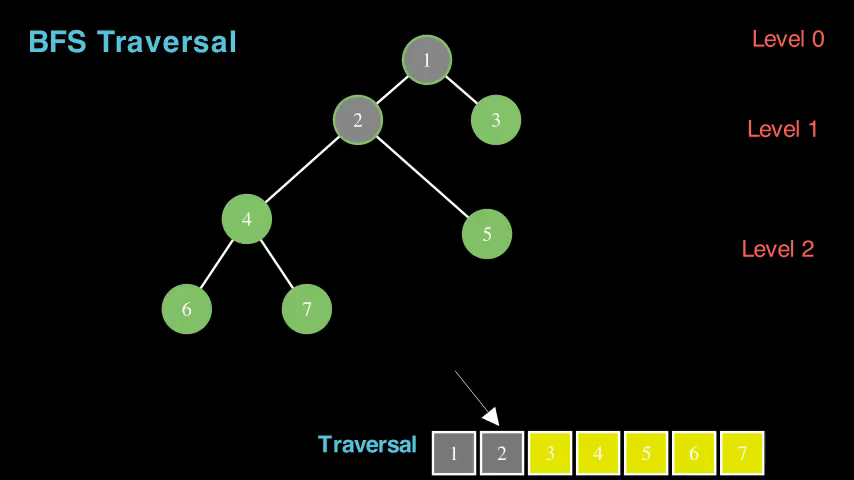 BFS Traversal
Level 0
1
2
3
Level 1
4
5
Level 2
6
7
Traversal 1 2 3 4 5 6 7